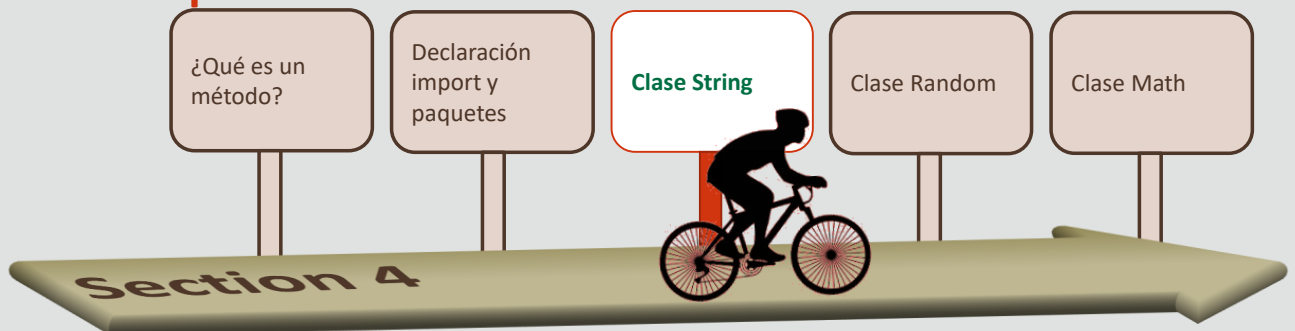 ¿Qué es un
método?
Declaración
import y
paquetes
Clase String
Clase Random
Clase Math
Section 4